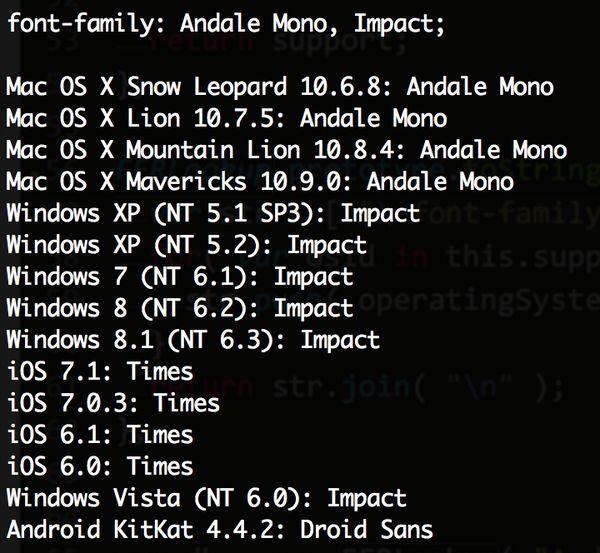 font-family: Andale Mono, Impact;
Mac OS X Snow Leopard 10.6.8: Andale Mono
Mac OS X Lion 10.7.5: Andale Mono
Mac OS X Mountain Lion 10.8.4: Andale Mono
Mac OS X Mavericks 10.9.0: Andale Mono
Windows XP (NT 5.1 SP3): Impact
Windows XP (NT 5.2): Impact
Windows 7 (NT 6.1): Impact
Windows 8 (NT 6.2): Impact
Windows 8.1 (NT 6.3): Impact
iOS 7.1: Times
iOS 7.0.3: Times
iOS 6.1: Times
iOS 6.0: Times
Windows Vista (NT 6.0): Impact
Android KitKat 4.4.2: Droid Sans
return support;
return str.join( "\n" );